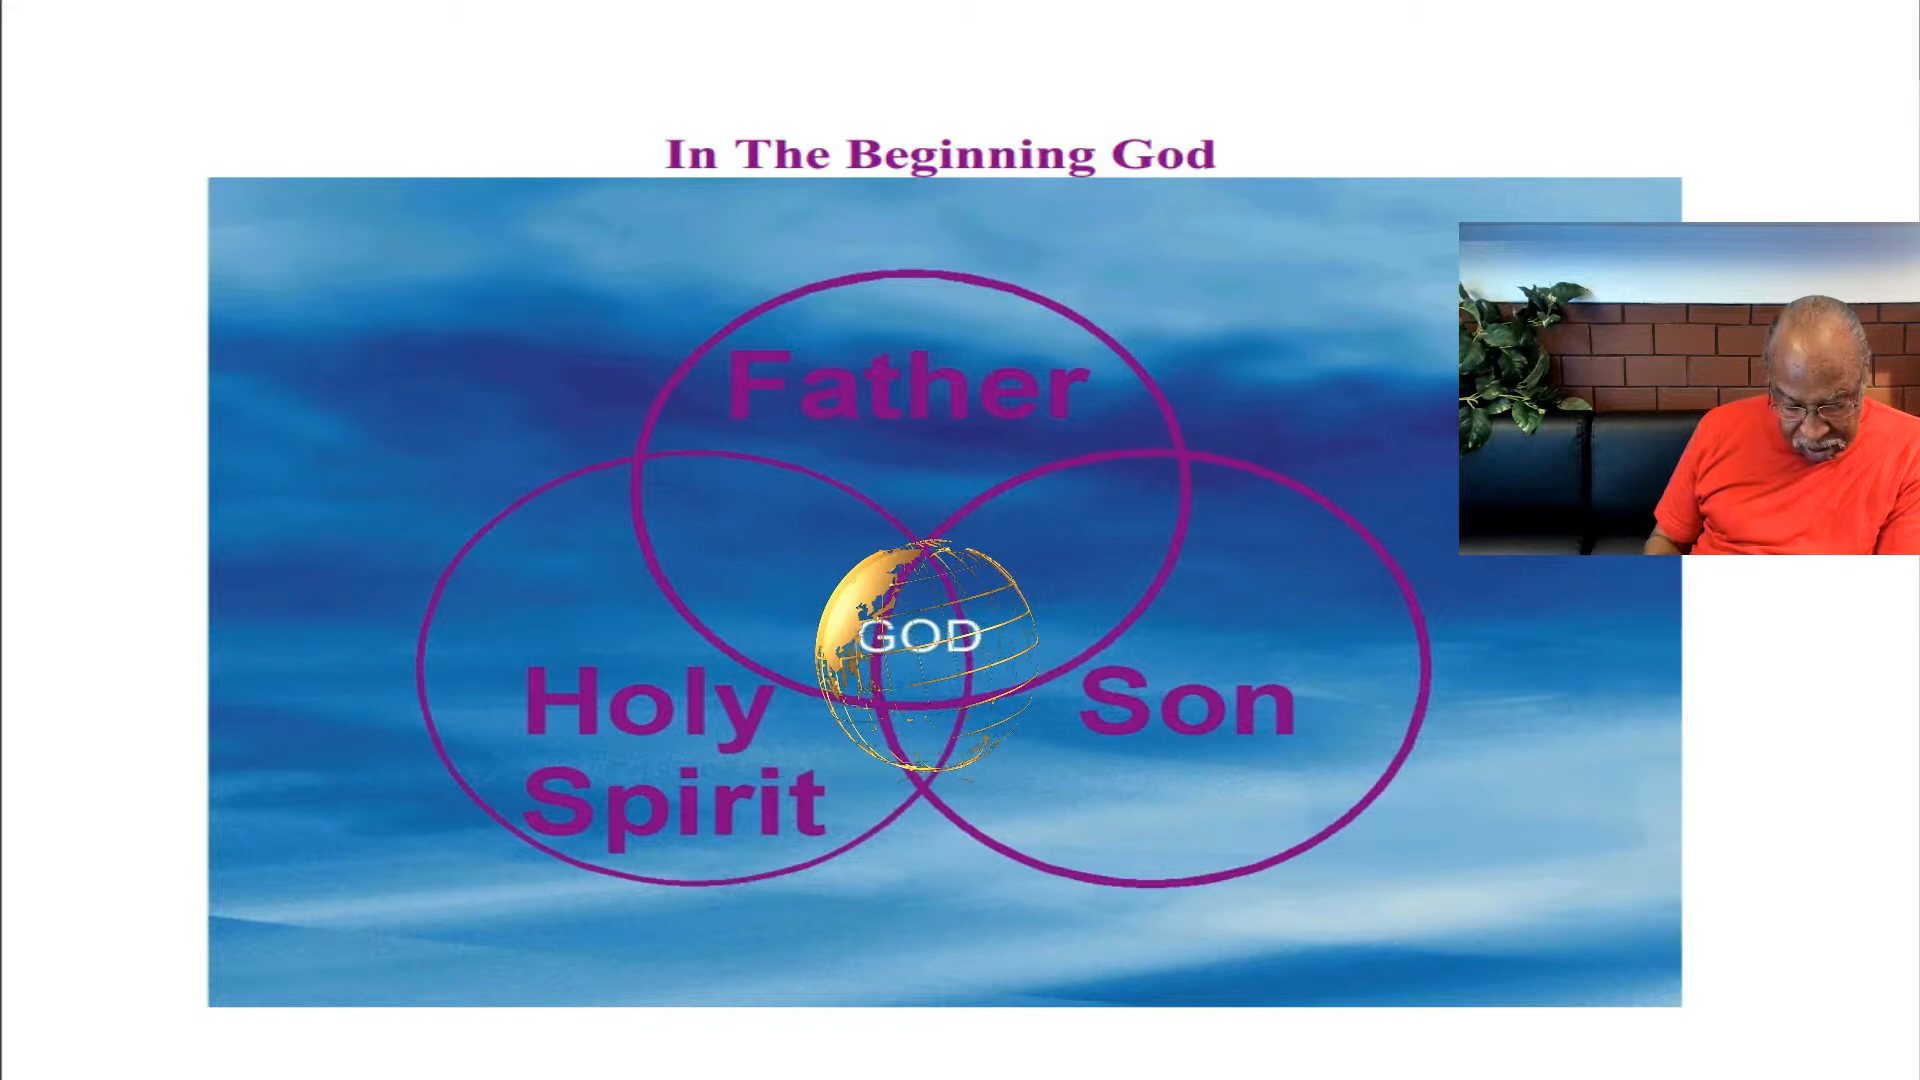 In The Beginning God
Father
GOD
Holy
Spirit
Son